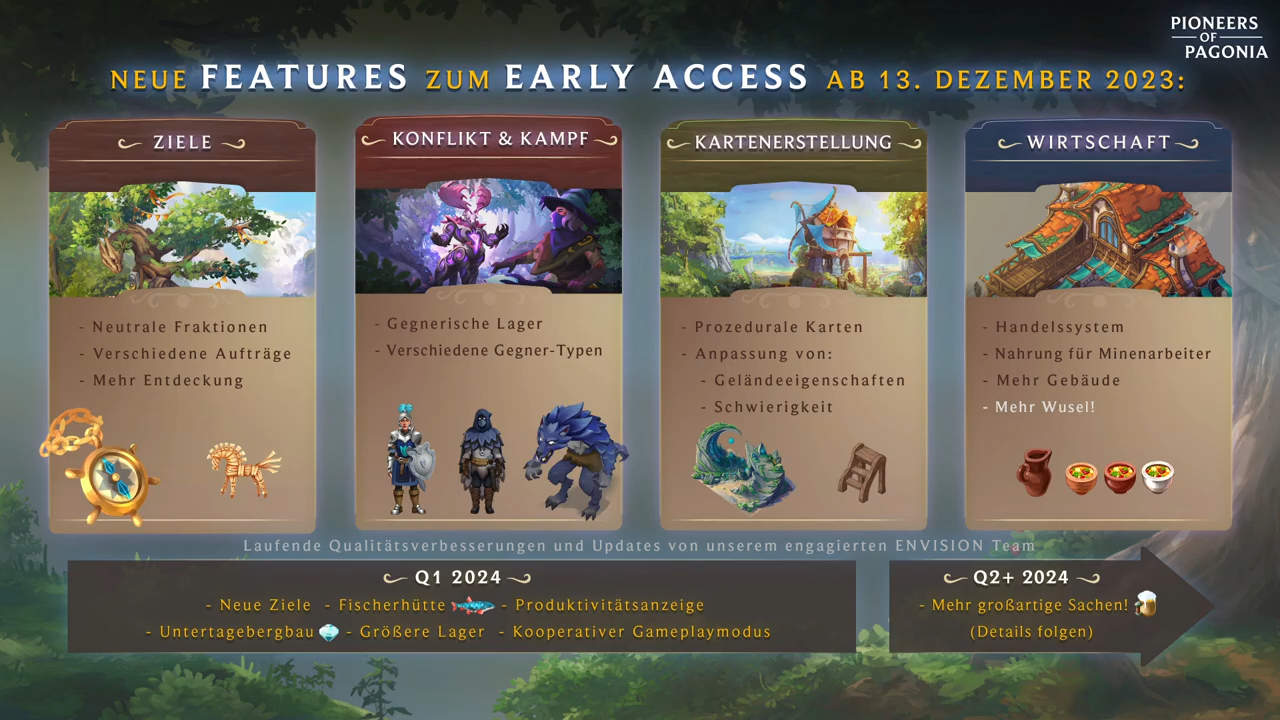 PIONEERS
OF
PAGONIA
NEUE FEATURES ZUM EARLY ACCESS AB 13. DEZEMBER 2023:
ZIELE
- Neutrale Fraktionen
- Verschiedene Aufträge
- Mehr Entdeckung
KONFLIKT & KAMPF
- Gegnerische Lager
- Verschiedene Gegner-Typen
KARTENERSTELLUNG
- Prozedurale Karten
- Anpassung von:
- Geländeeigenschaften
- Schwierigkeit
WIRTSCHAFT
- Handelssystem
- Nahrung für Minenarbeiter
- Mehr Gebäude
- Mehr Wusel!
Laufende Qualitätsverbesserungen und Updates von unserem engagierten ENVISION Team
Q1 2024
- Neue Ziele - Fischerhütte - Produktivitätsanzeige
- Untertagebergbau - Größere Lager - Kooperativer Gameplaymodus
Q2+ 2024
- Mehr großartige Sachen!
(Details folgen)